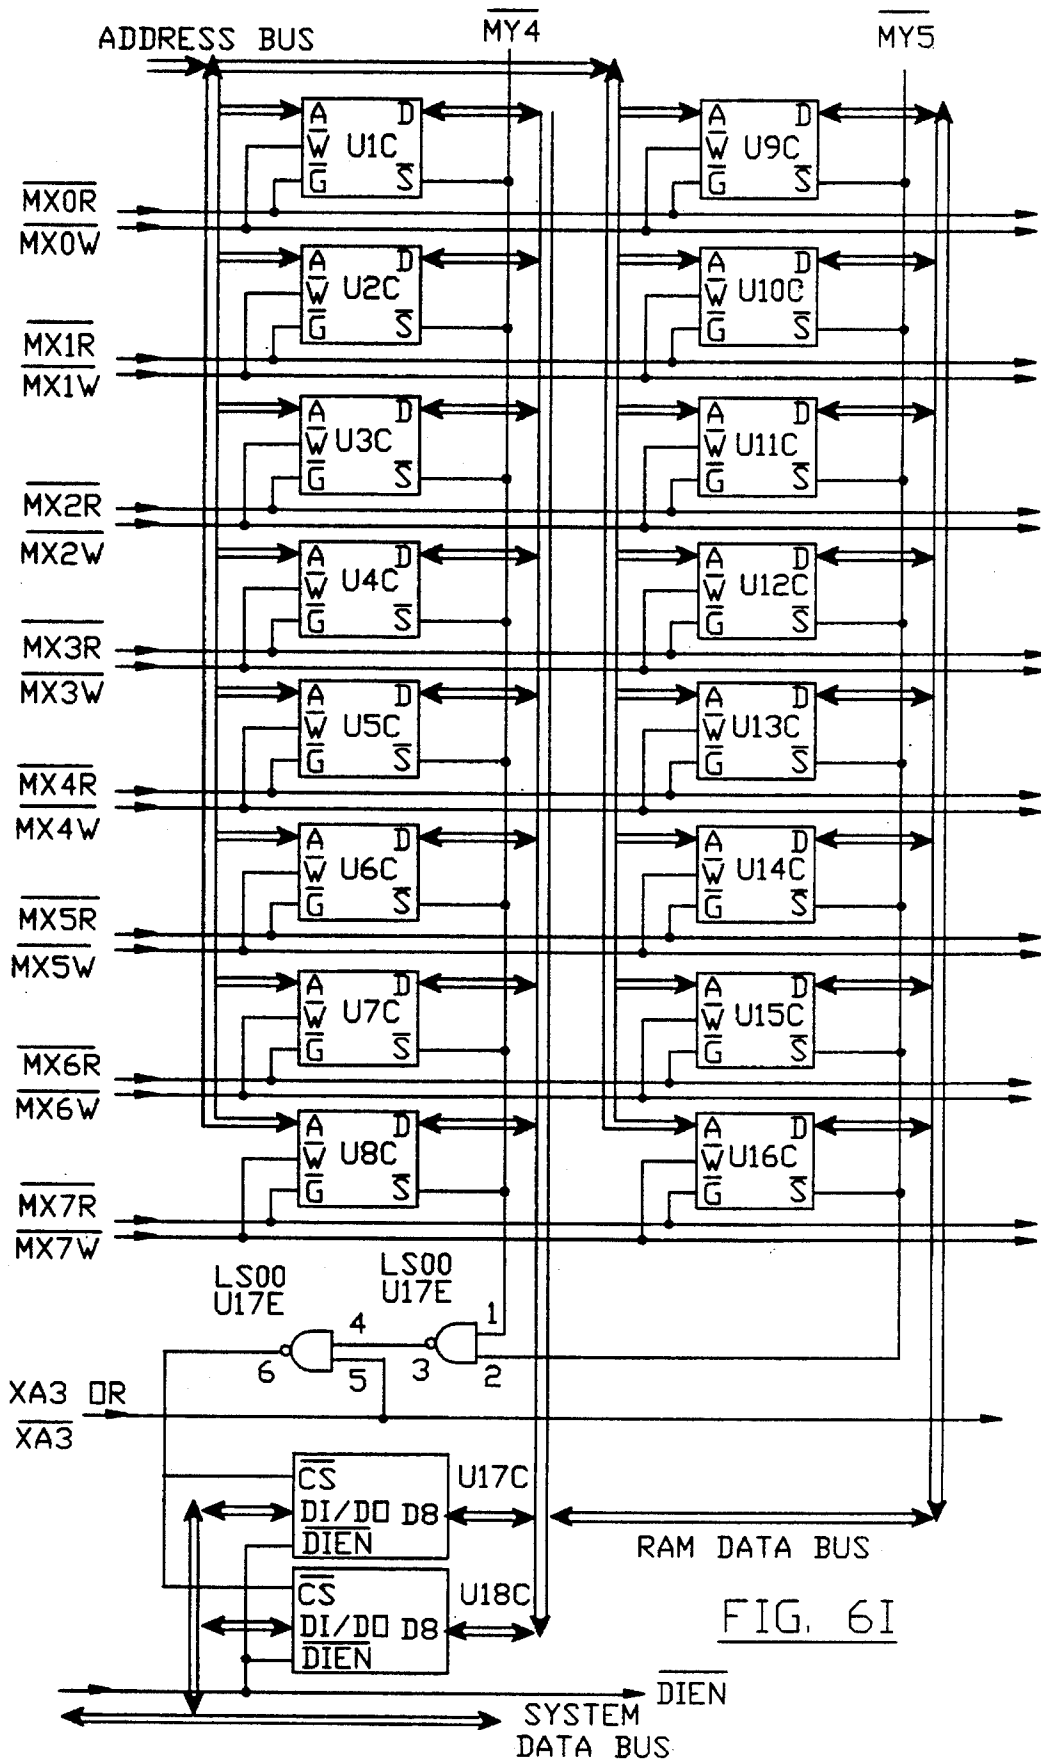 ADDRESS BUS
MY4
MY5
A D A D
W U1C W U9C
G S G S
MX0R
MX0W
A D A D
W U2C W U10C
G S G S
MX1R
MX1W
A D A D
W U3C W U11C
G S G S
MX2R
MX2W
A D A D
W U4C W U12C
G S G S
MX3R
MX3W
A D A D
W U5C W U13C
G S G S
MX4R
MX4W
A D A D
W U6C W U14C
G S G S
MX5R
MX5W
A D A D
W U7C W U15C
G S G S
MX6R
MX6W
A D A D
W U8C W U16C
G S G S
MX7R
MX7W
LS00
U17E
LS00
U17E
4 1
6 5 3 2
XA3 OR
XA3
CS U17C
DI/DO D8
DIEN
RAM DATA BUS
CS U18C
DI/DO D8
DIEN
FIG. 6I
DIEN
SYSTEM
DATA BUS